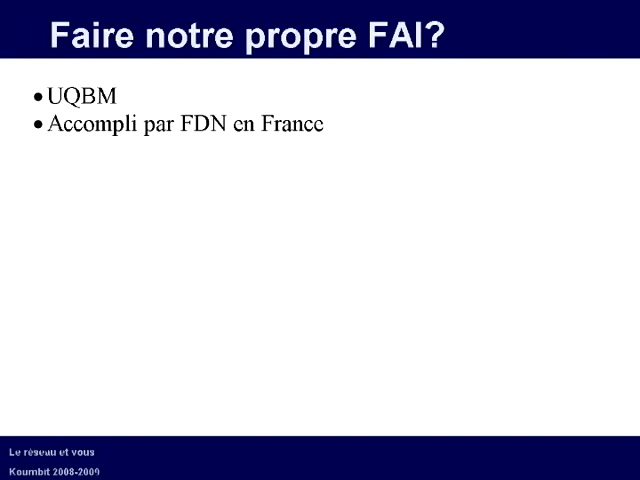 Faire notre propre FAI?
• UQBM
• Accompli par FDN en France
Le réseau et vous
Koumbit 2008-2009